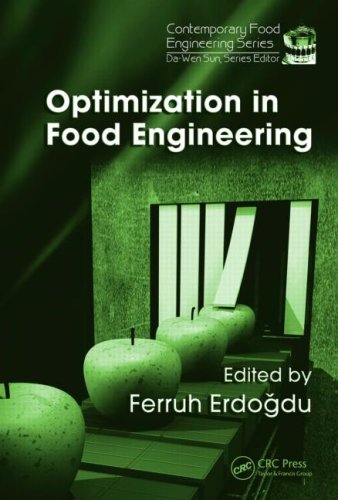 Contemporary Food
Engineering Series
Da-Wen Sun, Series Editor
Optimization in
Food Engineering
Edited by
Ferruh Erdoğdu
CRC
CRC Press
Taylor & Francis Group